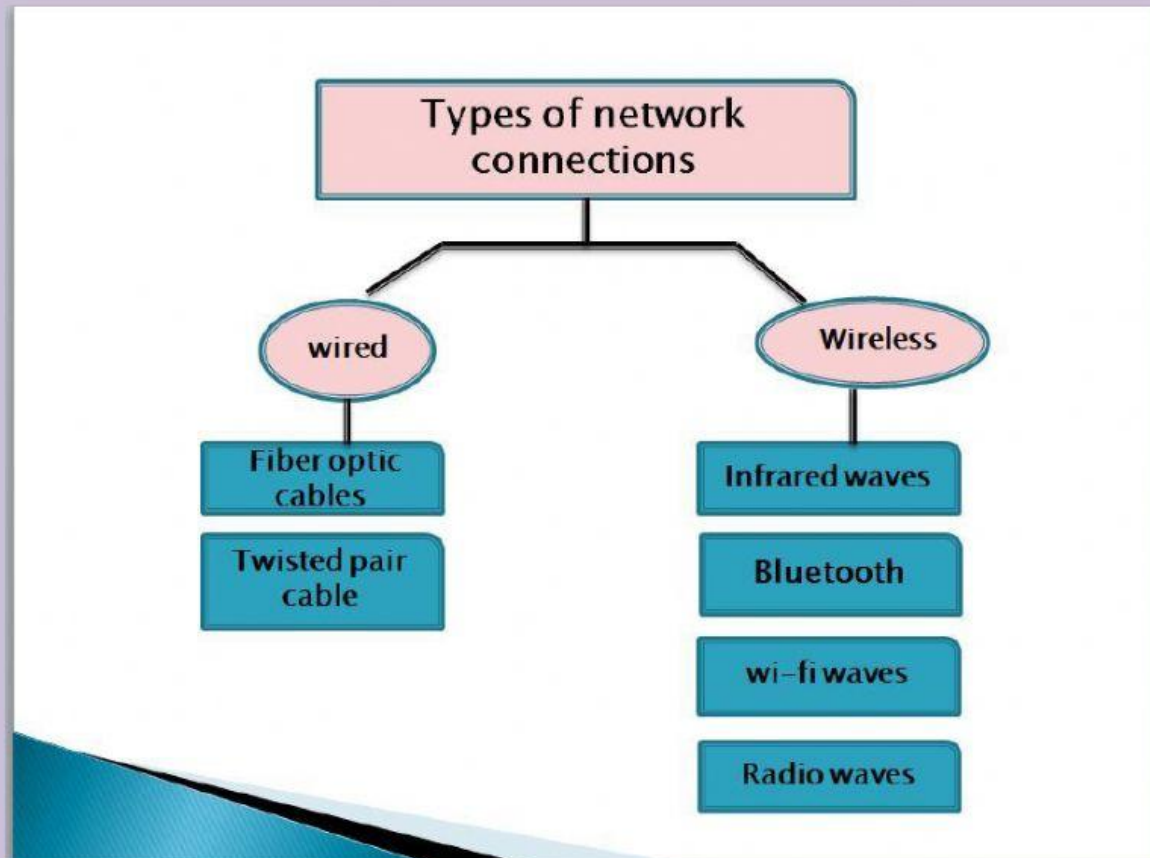 Types of network
connections
wired
Wireless
Fiber optic
cables
Twisted pair
cable
Infrared waves
Bluetooth
wi-fi waves
Radio waves